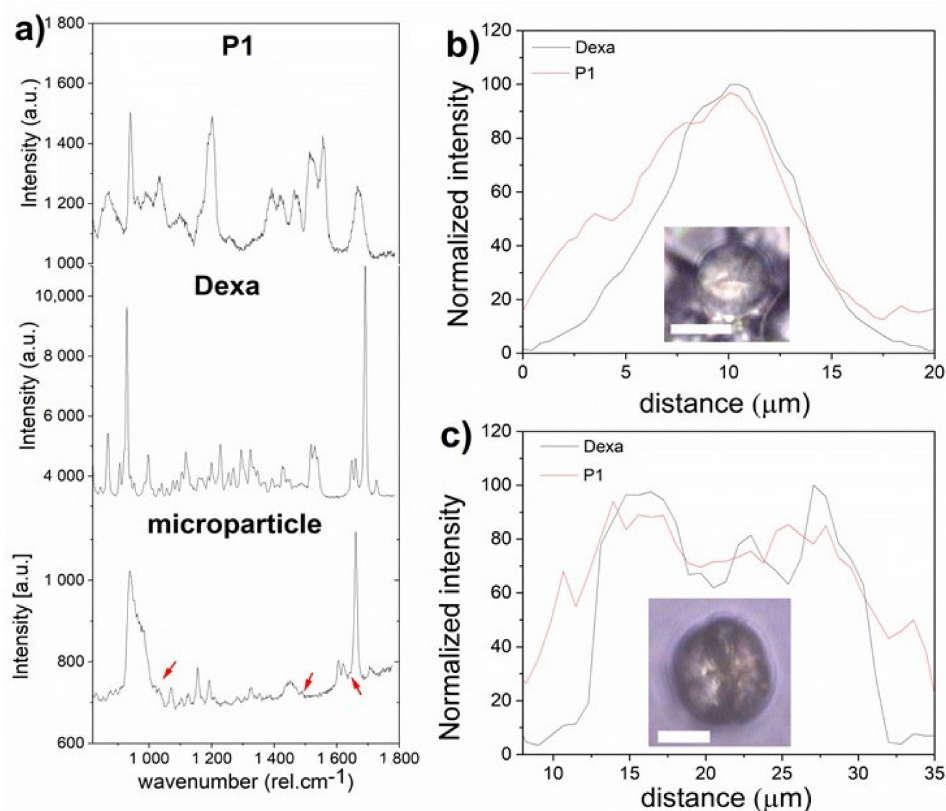 a)
P1
1 800
1 600
1 400
1 200
1 000
Intensity (a.u.)
Dexa
10,000
8 000
6 000
4 000
Intensity (a.u.)
microparticle
1 000
800
600
Intensity [a.u.]
1 000 1 200 1 400 1 600 1 800
wavenumber (rel.cm-1)
b)
Dexa
P1
120
100
80
60
40
20
0
Normalized intensity
0 5 10 15 20
distance (μm)
c)
Dexa
P1
120
100
80
60
40
20
0
Normalized intensity
10 15 20 25 30 35
distance (μm)